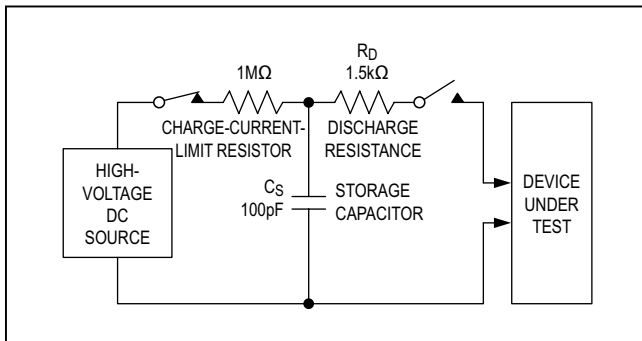 1MΩ
R_D
1.5kΩ
CHARGE-CURRENT-
LIMIT RESISTOR
DISCHARGE
RESISTANCE
HIGH-
VOLTAGE
DC
SOURCE
C_S
100pF
STORAGE
CAPACITOR
DEVICE
UNDER
TEST